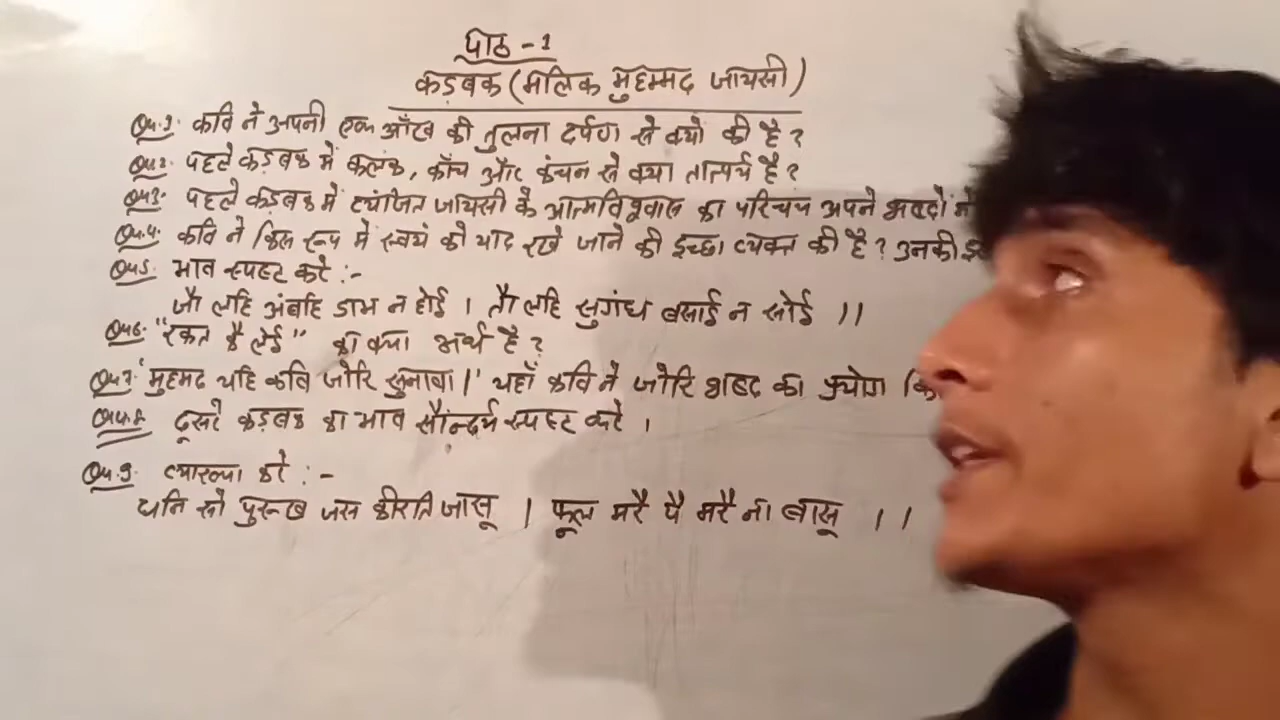 पाठ - 1
कड़बक (मलिक मुहम्मद जायसी)
Qu.1. कवि ने अपनी एक आँख की तुलना दर्पण से क्यों की है ?
Qu.2. पहले कड़बक में कलंक, काँच और कंचन से क्या तात्पर्य है ?
Qu.3. पहले कड़बक में व्यंजित जायसी के आत्मविश्वास का परिचय अपने शब्दों में
Qu.4. कवि ने किस रूप में स्वयं को याद रखे जाने की इच्छा व्यक्त की है ? उनकी
Qu.5. भाव स्पष्ट करे :-
जौ लहि अंबहि डाभ न होई । तौ लहि सुगंध बसाई न सोई ।।
Qu.6. "रकत कै लेई" का क्या अर्थ है ?
Qu.7. 'मुहमद यहि कवि जोरि सुनावा।' यहाँ कवि ने जोरि शब्द का प्रयोग
Qu.8. दूसरे कड़बक का भाव सौंन्दर्य स्पष्ट करे ।
Qu.9. व्याख्या करे :-
धनि सो पुरुख जस कीरति जासू । फूल मरै पै मरै ना बासू ।।